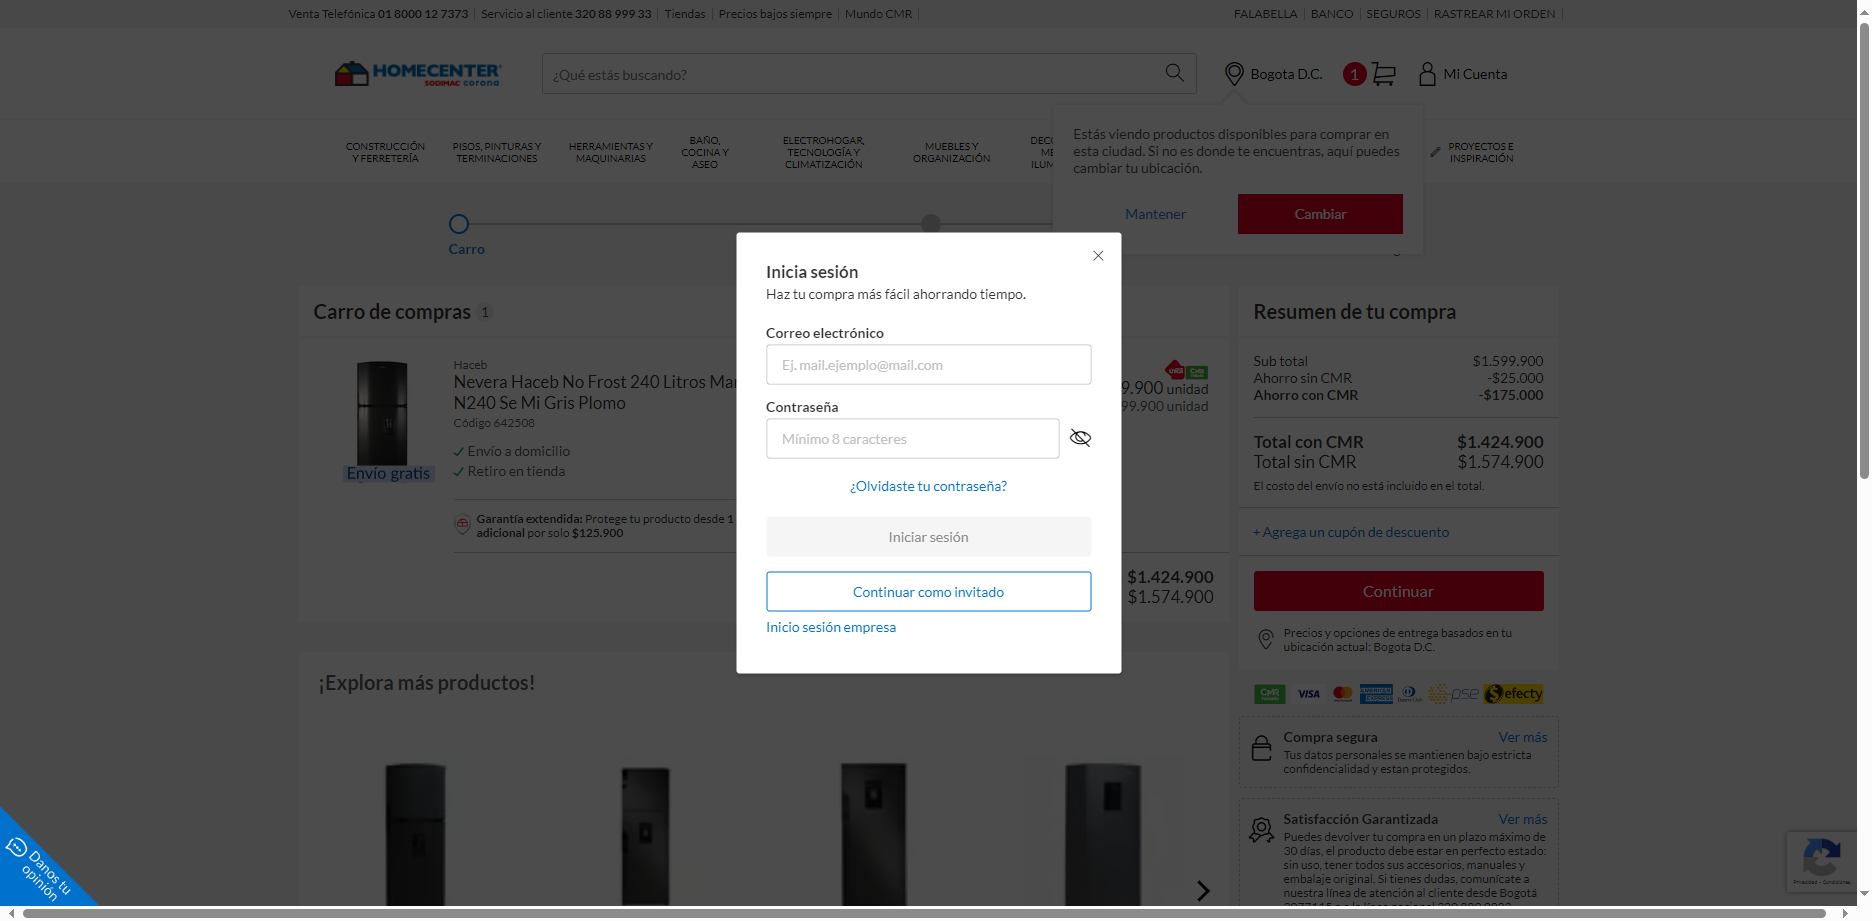 Venta Telefónica 01 8000 12 7373
Servicio al cliente 320 88 999 33
Tiendas
Precios bajos siempre
Mundo CMR
FALABELLA
BANCO
SEGUROS
RASTREAR MI ORDEN
HOMECENTER
SODIMAC corona
¿Qué estás buscando?
Bogota D.C.
1
Mi Cuenta
CONSTRUCCIÓN
Y FERRETERÍA
PISOS, PINTURAS Y
TERMINACIONES
HERRAMIENTAS Y
MAQUINARIAS
BAÑO,
COCINA Y
ASEO
ELECTROHOGAR,
TECNOLOGÍA Y
CLIMATIZACIÓN
MUEBLES Y
ORGANIZACIÓN
PROYECTOS E
INSPIRACIÓN
Estás viendo productos disponibles para comprar en
esta ciudad. Si no es donde te encuentras, aquí puedes
cambiar tu ubicación.
Mantener
Cambiar
Carro
Inicia sesión
Haz tu compra más fácil ahorrando tiempo.
Correo electrónico
Ej. mail.ejemplo@mail.com
Contraseña
Mínimo 8 caracteres
¿Olvidaste tu contraseña?
Iniciar sesión
Continuar como invitado
Inicio sesión empresa
Carro de compras 1
Haceb
Nevera Haceb No Frost 240 Litros Mar
N240 Se Mi Gris Plomo
Código 642508
Envío a domicilio
Retiro en tienda
Envío gratis
9.900 unidad
99.900 unidad
Garantía extendida: Protege tu producto desde 1
adicional por solo $125.900
$1.424.900
$1.574.900
¡Explora más productos!
Resumen de tu compra
Sub total $1.599.900
Ahorro sin CMR -$25.000
Ahorro con CMR -$175.000
Total con CMR $1.424.900
Total sin CMR $1.574.900
El costo del envío no está incluido en el total.
+ Agrega un cupón de descuento
Continuar
Precios y opciones de entrega basados en tu
ubicación actual: Bogota D.C.
CMR
VISA
AMERICAN EXPRESS
pse
efecty
Compra segura Ver más
Tus datos personales se mantienen bajo estricta
confidencialidad y estan protegidos.
Satisfacción Garantizada Ver más
Puedes devolver tu compra en un plazo máximo de
30 días, el producto debe estar en perfecto estado:
sin uso, tener todos sus accesorios, manuales y
embalaje original. Si tienes dudas, comunícate a
nuestra línea de atención al cliente desde Bogotá
Danos tu
opinión
Privacidad - Condiciones